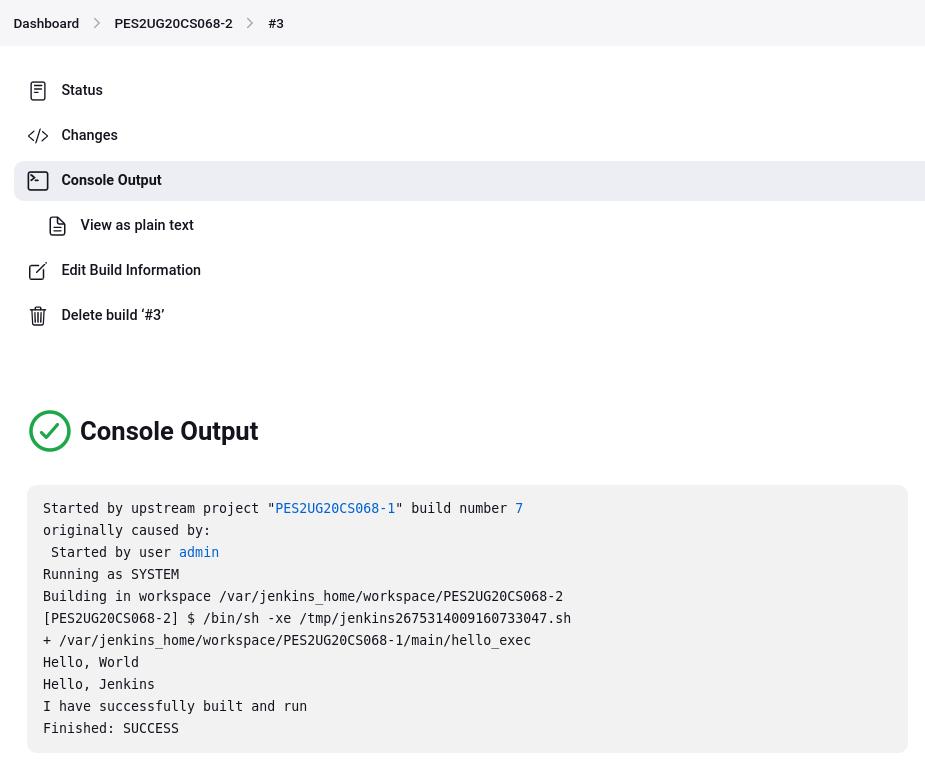 Dashboard > PES2UG20CS068-2 > #3
Status
Changes
Console Output
View as plain text
Edit Build Information
Delete build ‘#3’
Console Output
Started by upstream project "PES2UG20CS068-1" build number 7
originally caused by:
 Started by user admin
Running as SYSTEM
Building in workspace /var/jenkins_home/workspace/PES2UG20CS068-2
[PES2UG20CS068-2] $ /bin/sh -xe /tmp/jenkins2675314009160733047.sh
+ /var/jenkins_home/workspace/PES2UG20CS068-1/main/hello_exec
Hello, World
Hello, Jenkins
I have successfully built and run
Finished: SUCCESS